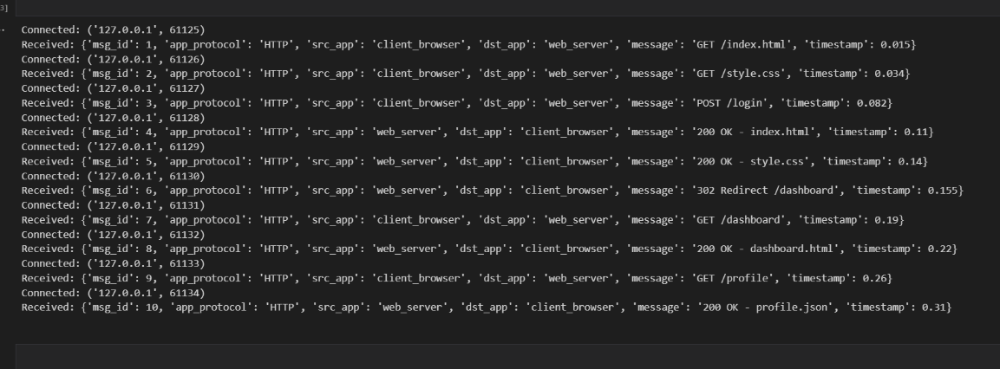 3]
Connected: ('127.0.0.1', 61125)
Received: {'msg_id': 1, 'app_protocol': 'HTTP', 'src_app': 'client_browser', 'dst_app': 'web_server', 'message': 'GET /index.html', 'timestamp': 0.015}
Connected: ('127.0.0.1', 61126)
Received: {'msg_id': 2, 'app_protocol': 'HTTP', 'src_app': 'client_browser', 'dst_app': 'web_server', 'message': 'GET /style.css', 'timestamp': 0.034}
Connected: ('127.0.0.1', 61127)
Received: {'msg_id': 3, 'app_protocol': 'HTTP', 'src_app': 'client_browser', 'dst_app': 'web_server', 'message': 'POST /login', 'timestamp': 0.082}
Connected: ('127.0.0.1', 61128)
Received: {'msg_id': 4, 'app_protocol': 'HTTP', 'src_app': 'web_server', 'dst_app': 'client_browser', 'message': '200 OK - index.html', 'timestamp': 0.11}
Connected: ('127.0.0.1', 61129)
Received: {'msg_id': 5, 'app_protocol': 'HTTP', 'src_app': 'web_server', 'dst_app': 'client_browser', 'message': '200 OK - style.css', 'timestamp': 0.14}
Connected: ('127.0.0.1', 61130)
Received: {'msg_id': 6, 'app_protocol': 'HTTP', 'src_app': 'web_server', 'dst_app': 'client_browser', 'message': '302 Redirect /dashboard', 'timestamp': 0.155}
Connected: ('127.0.0.1', 61131)
Received: {'msg_id': 7, 'app_protocol': 'HTTP', 'src_app': 'client_browser', 'dst_app': 'web_server', 'message': 'GET /dashboard', 'timestamp': 0.19}
Connected: ('127.0.0.1', 61132)
Received: {'msg_id': 8, 'app_protocol': 'HTTP', 'src_app': 'web_server', 'dst_app': 'client_browser', 'message': '200 OK - dashboard.html', 'timestamp': 0.22}
Connected: ('127.0.0.1', 61133)
Received: {'msg_id': 9, 'app_protocol': 'HTTP', 'src_app': 'client_browser', 'dst_app': 'web_server', 'message': 'GET /profile', 'timestamp': 0.26}
Connected: ('127.0.0.1', 61134)
Received: {'msg_id': 10, 'app_protocol': 'HTTP', 'src_app': 'web_server', 'dst_app': 'client_browser', 'message': '200 OK - profile.json', 'timestamp': 0.31}